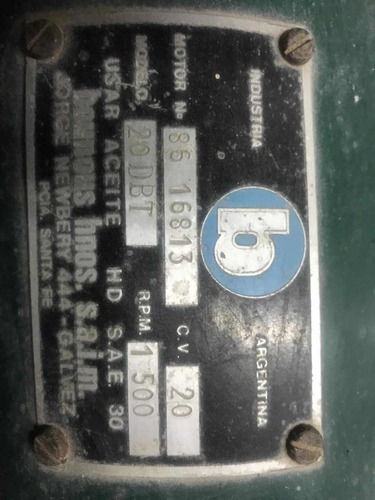 INDUSTRIA ARGENTINA
b
MOTOR Nº 86 16813 C.V. 20
MODELO 20DBT R.P.M. 1500
USAR ACEITE HD S.A.E. 30
hnos. s.a.i.m.
JORGE NEWBERY 444 - GALVEZ
PCIA. SANTA FE